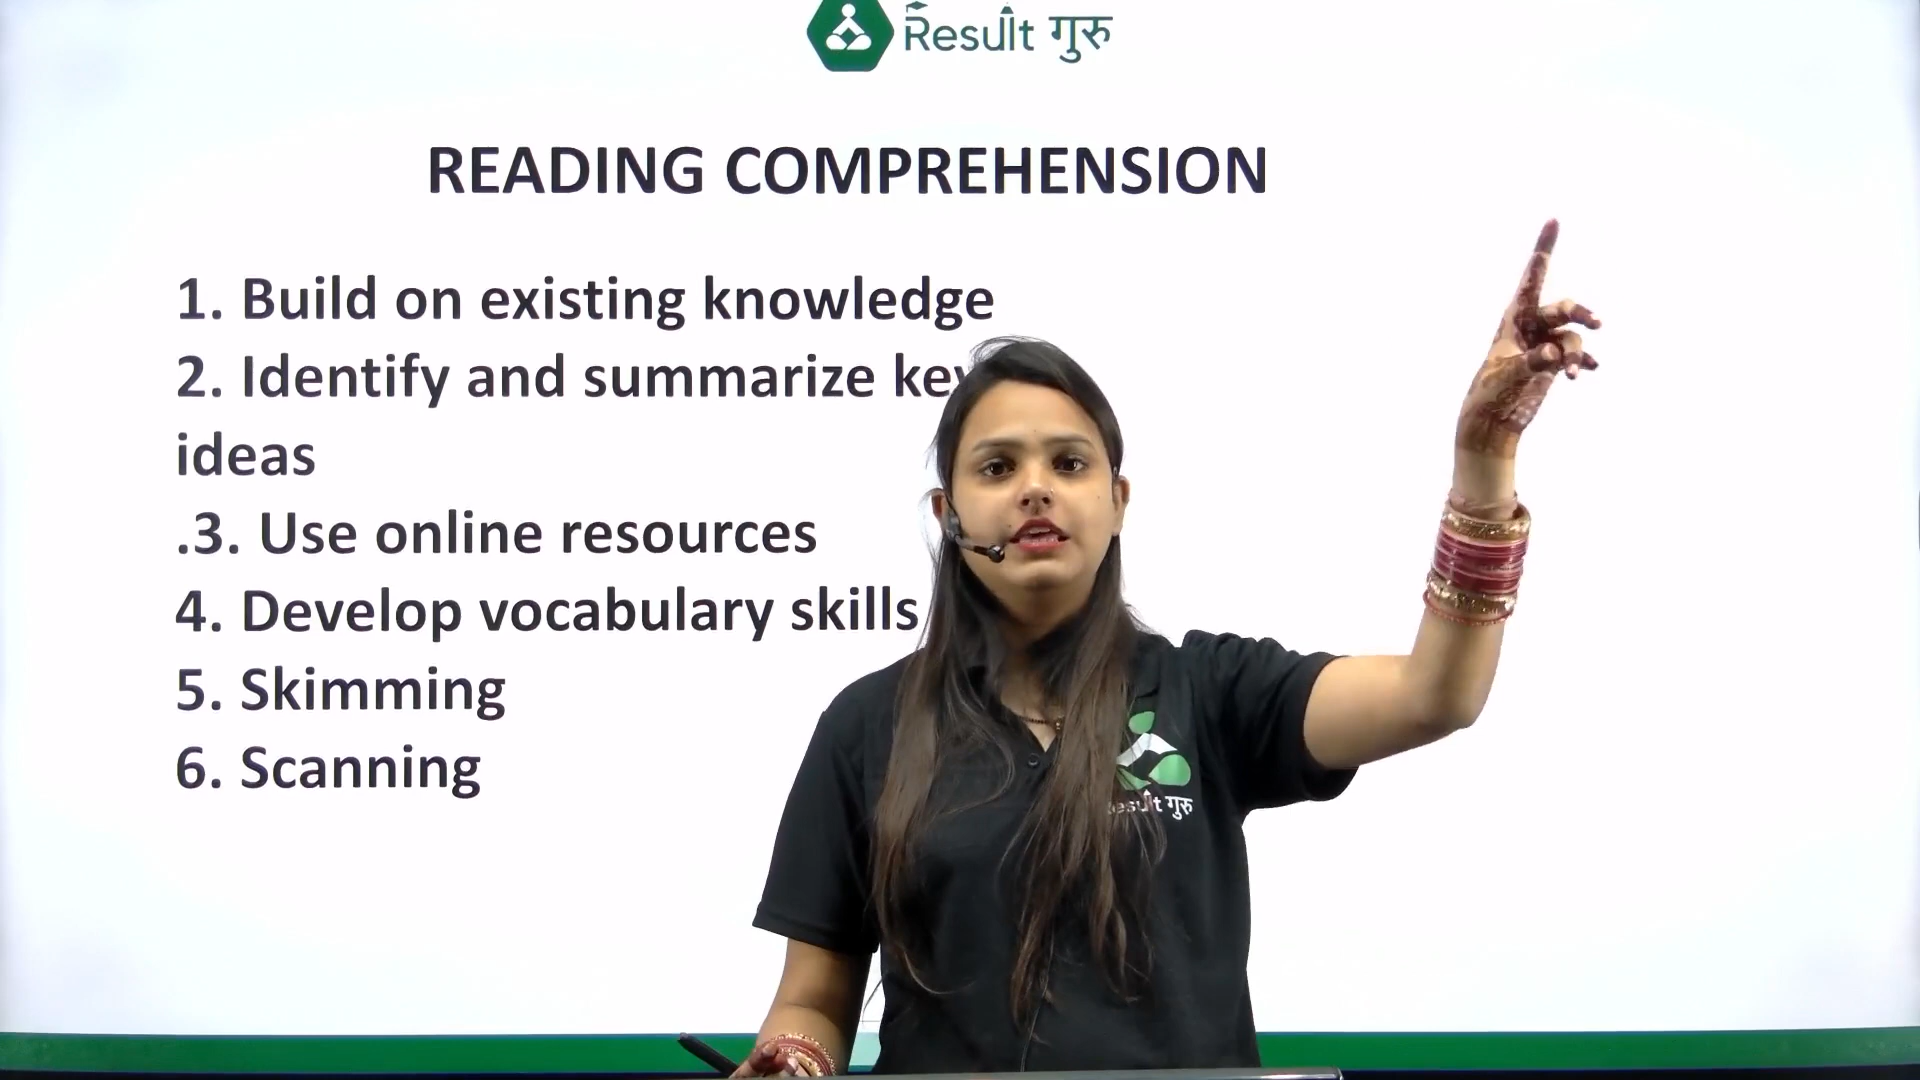 Result गुरु
READING COMPREHENSION
1. Build on existing knowledge
2. Identify and summarize
ideas
.3. Use online resources
4. Develop vocabulary skills
5. Skimming
6. Scanning
गुरु